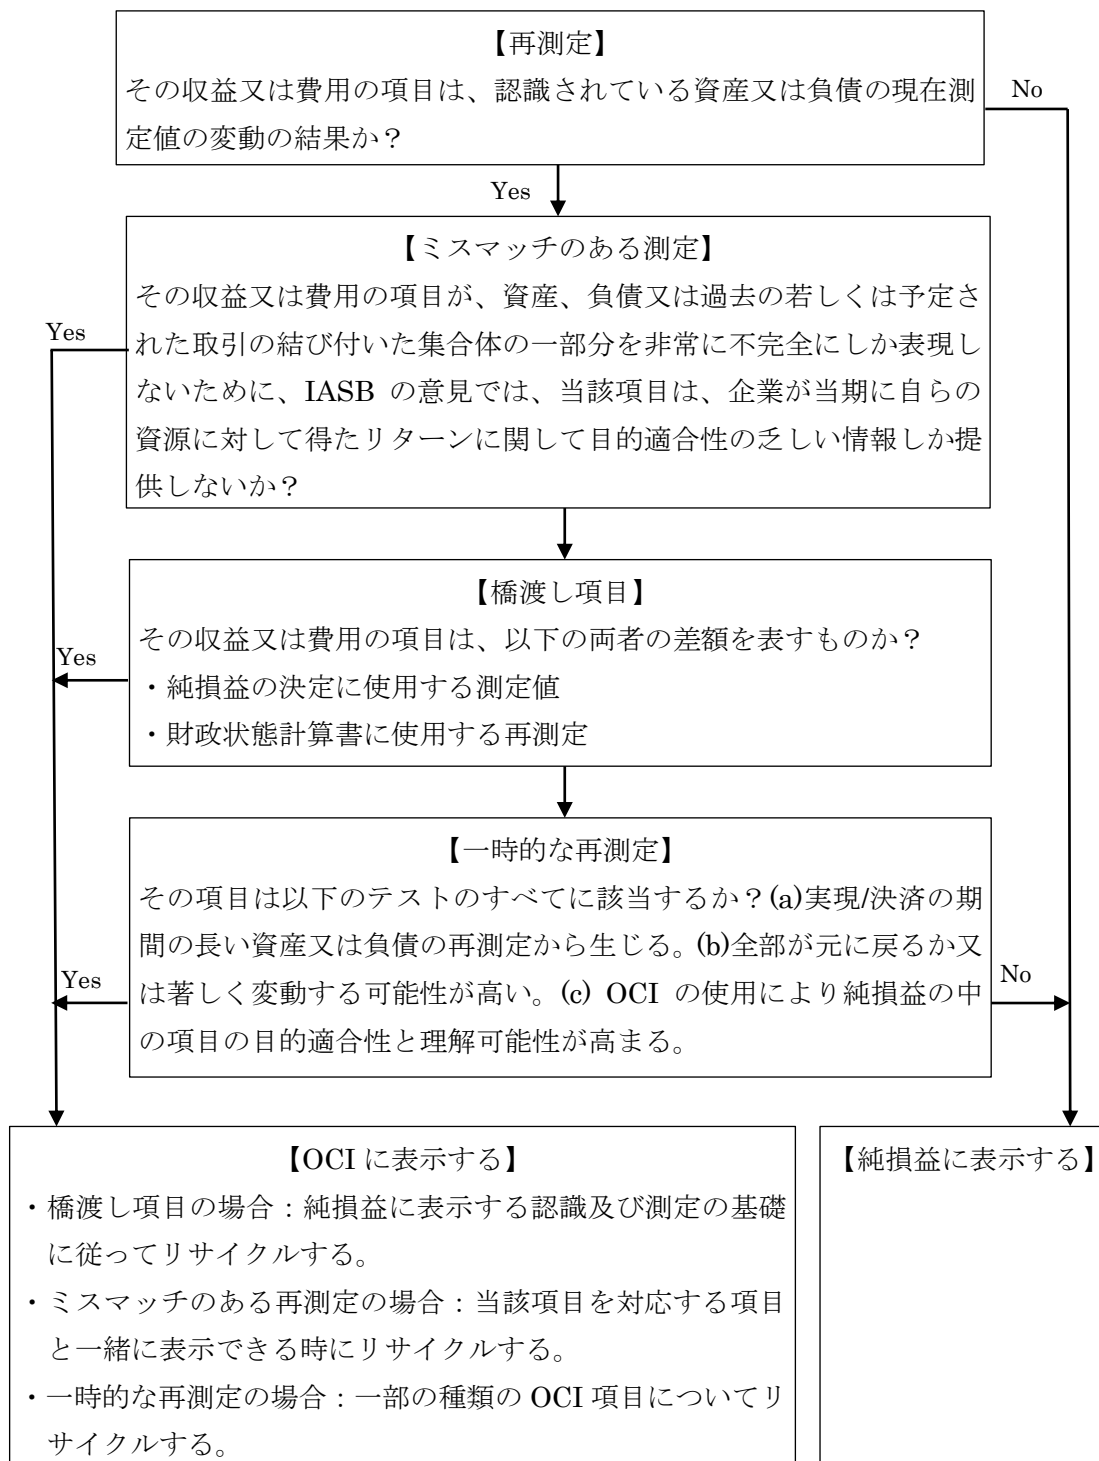 【再測定】
その収益又は費用の項目は、認識されている資産又は負債の現在測
定値の変動の結果か？
No
Yes
【ミスマッチのある測定】
その収益又は費用の項目が、資産、負債又は過去の若しくは予定さ
れた取引の結び付いた集合体の一部分を非常に不完全にしか表現し
ないために、IASB の意見では、当該項目は、企業が当期に自らの
資源に対して得たリターンに関して目的適合性の乏しい情報しか提
供しないか？
Yes
【橋渡し項目】
その収益又は費用の項目は、以下の両者の差額を表すものか？
・純損益の決定に使用する測定値
・財政状態計算書に使用する再測定
Yes
【一時的な再測定】
その項目は以下のテストのすべてに該当するか？(a)実現/決済の期
間の長い資産又は負債の再測定から生じる。(b)全部が元に戻るか又
は著しく変動する可能性が高い。(c) OCI の使用により純損益の中
の項目の目的適合性と理解可能性が高まる。
Yes
No
【OCI に表示する】
・橋渡し項目の場合：純損益に表示する認識及び測定の基礎
に従ってリサイクルする。
・ミスマッチのある再測定の場合：当該項目を対応する項目
と一緒に表示できる時にリサイクルする。
・一時的な再測定の場合：一部の種類の OCI 項目についてリ
サイクルする。
【純損益に表示する】